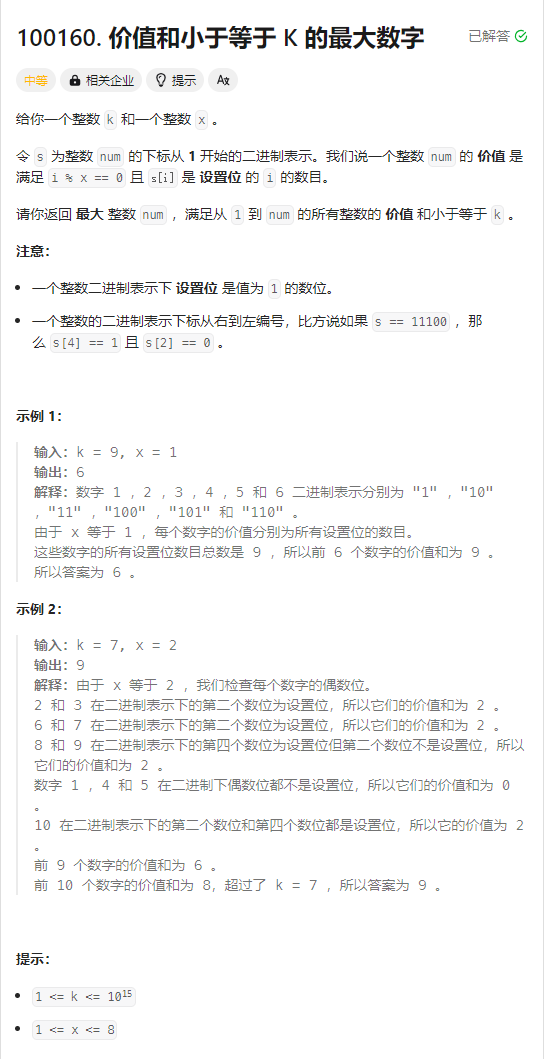 100160. 价值和小于等于 K 的最大数字
已解答
中等 相关企业 提示 A文
给你一个整数 k 和一个整数 x 。
令 s 为整数 num 的下标从 1 开始的二进制表示。我们说一个整数 num 的 价值 是
满足 i % x == 0 且 s[i] 是 设置位 的 i 的数目。
请你返回 最大 整数 num ，满足从 1 到 num 的所有整数的 价值 和小于等于 k 。
注意：
一个整数二进制表示下 设置位 是值为 1 的数位。
一个整数的二进制表示下标从右到左编号，比方说如果 s == 11100 ，那
么 s[4] == 1 且 s[2] == 0 。
示例 1：
输入：k = 9, x = 1
输出：6
解释：数字 1 ，2 ，3 ，4 ，5 和 6 二进制表示分别为 "1" ，"10"
，"11" ，"100" ，"101" 和 "110" 。
由于 x 等于 1 ，每个数字的价值分别为所有设置位的数目。
这些数字的所有设置位数目总数是 9 ，所以前 6 个数字的价值和为 9 。
所以答案为 6 。
示例 2：
输入：k = 7, x = 2
输出：9
解释：由于 x 等于 2 ，我们检查每个数字的偶数位。
2 和 3 在二进制表示下的第二个数位为设置位，所以它们的价值和为 2 。
6 和 7 在二进制表示下的第二个数位为设置位，所以它们的价值和为 2 。
8 和 9 在二进制表示下的第四个数位为设置位但第二个数位不是设置位，所以
它们的价值和为 2 。
数字 1 ，4 和 5 在二进制下偶数位都不是设置位，所以它们的价值和为 0
。
10 在二进制表示下的第二个数位和第四个数位都是设置位，所以它的价值为 2
。
前 9 个数字的价值和为 6 。
前 10 个数字的价值和为 8，超过了 k = 7 ，所以答案为 9 。
提示：
1 <= k <= 10¹⁵
1 <= x <= 8